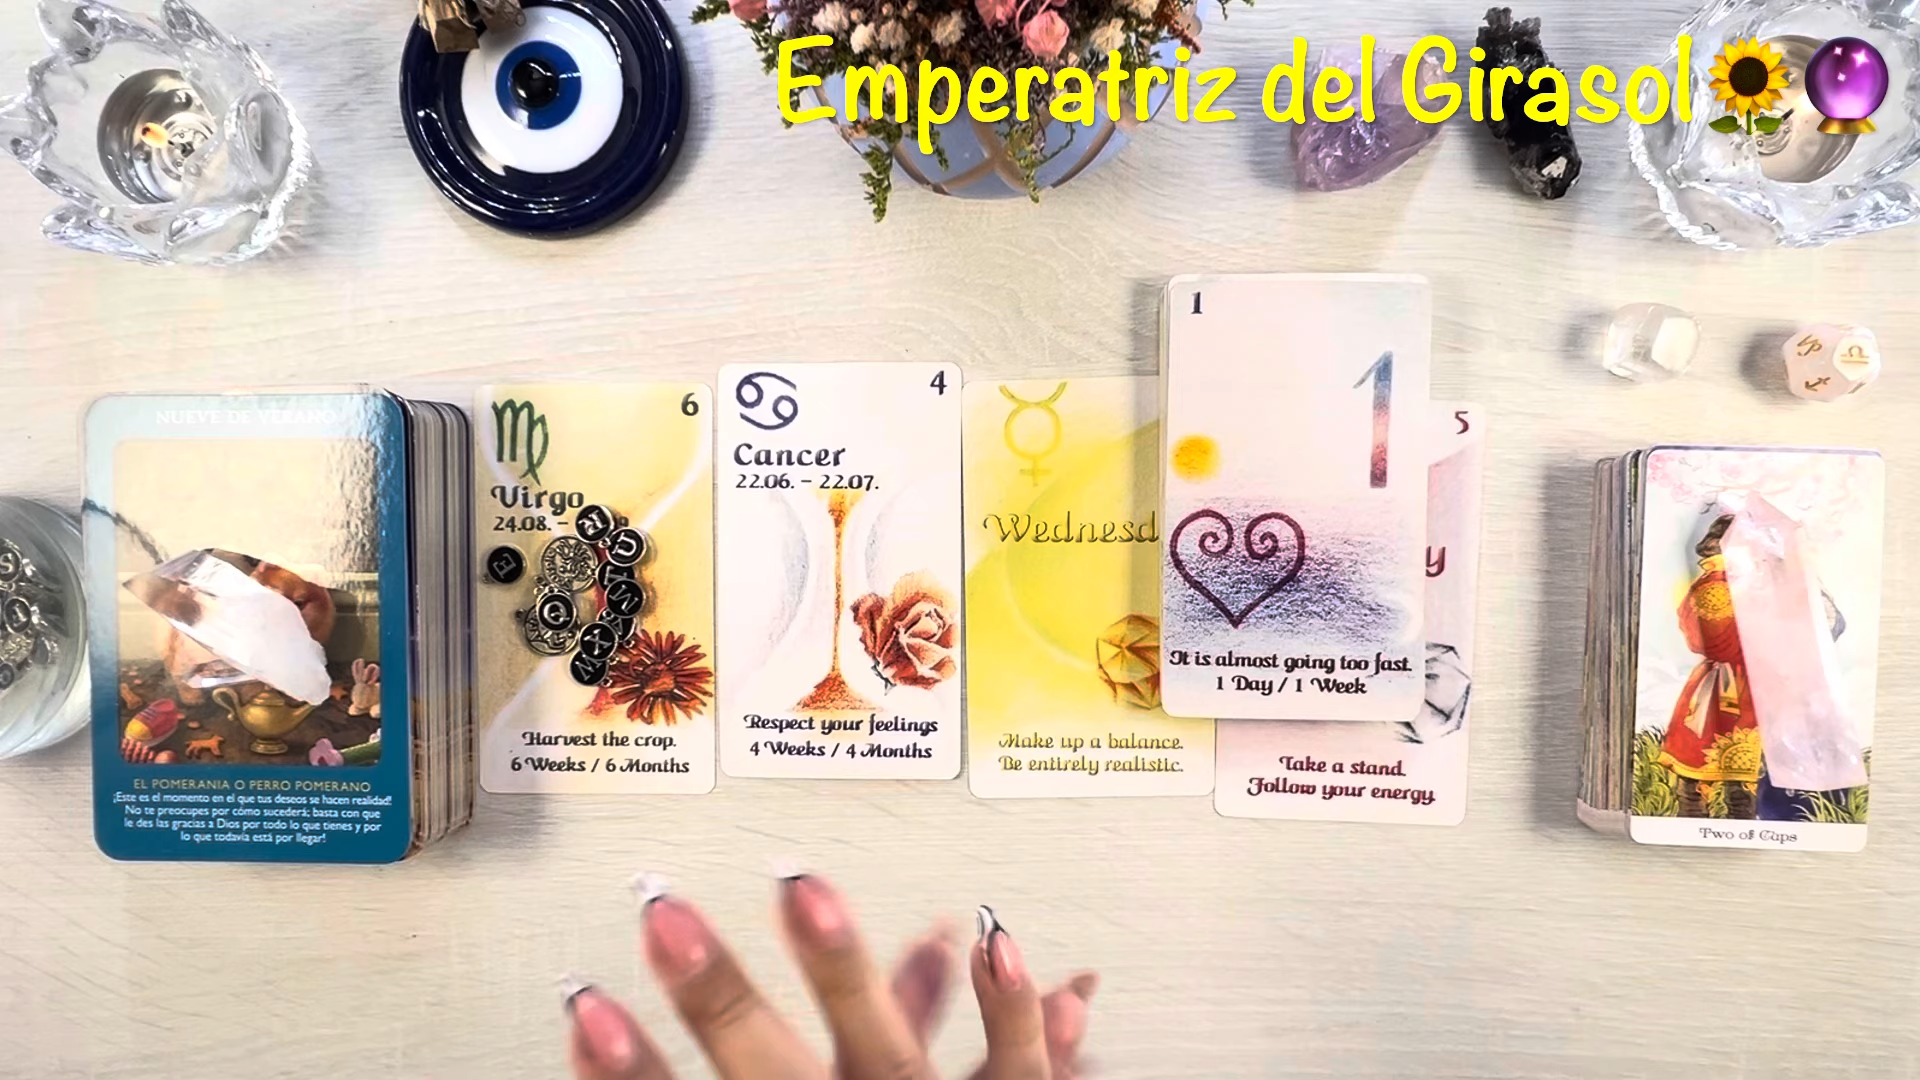 Emperatriz del Girasol
NUEVE DE VERANO
EL POMERANIA O PERRO POMERANO
¡Este es el momento en el que tus deseos se hacen realidad!
No te preocupes por cómo sucederá; basta con que
le des las gracias a Dios por todo lo que tienes y por
lo que todavía está por llegar!
6
Virgo
24.08. –
Harvest the crop.
6 Weeks / 6 Months
4
Cancer
22.06. – 22.07.
Respect your feelings
4 Weeks / 4 Months
Wednesd
Make up a balance.
Be entirely realistic.
1
1
It is almost going too fast.
1 Day / 1 Week
5
y
Take a stand.
Follow your energy.
Two of Cups
E
R
U
Q
M
A
W